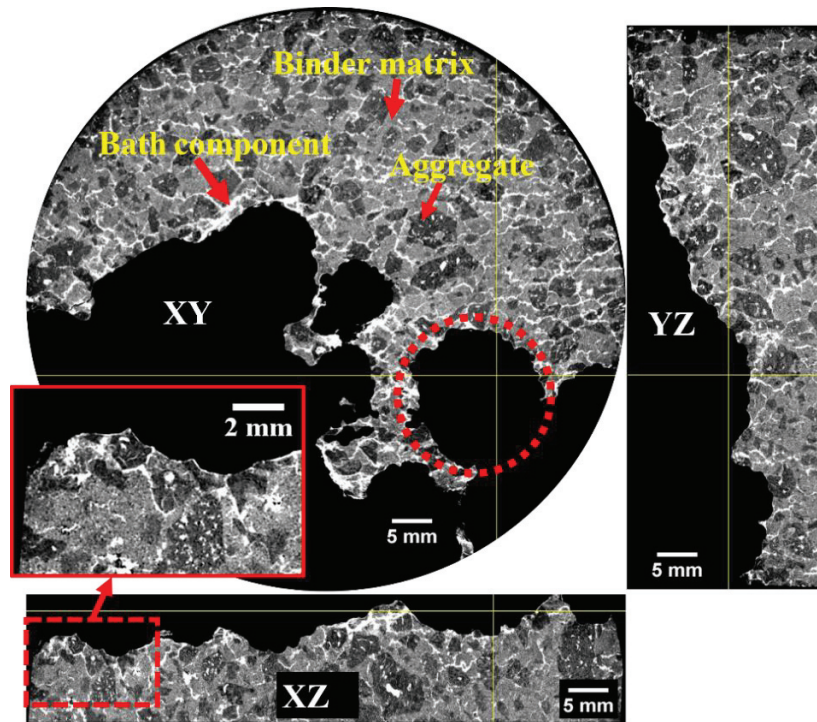 Binder matrix
Bath component
Aggregate
XY
YZ
2 mm
5 mm
5 mm
XZ
5 mm